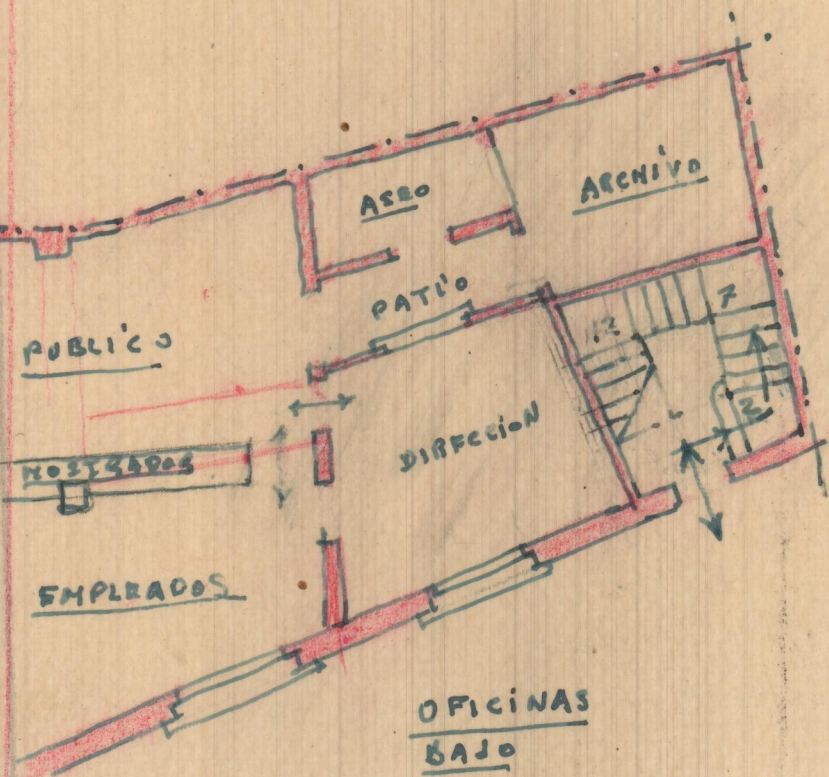 ASEO
ARCHIVO
PATIO
PUBLICO
12
7
2
DIRECCION
MOSTRADOR
EMPLEADOS
OFICINAS
BAJO